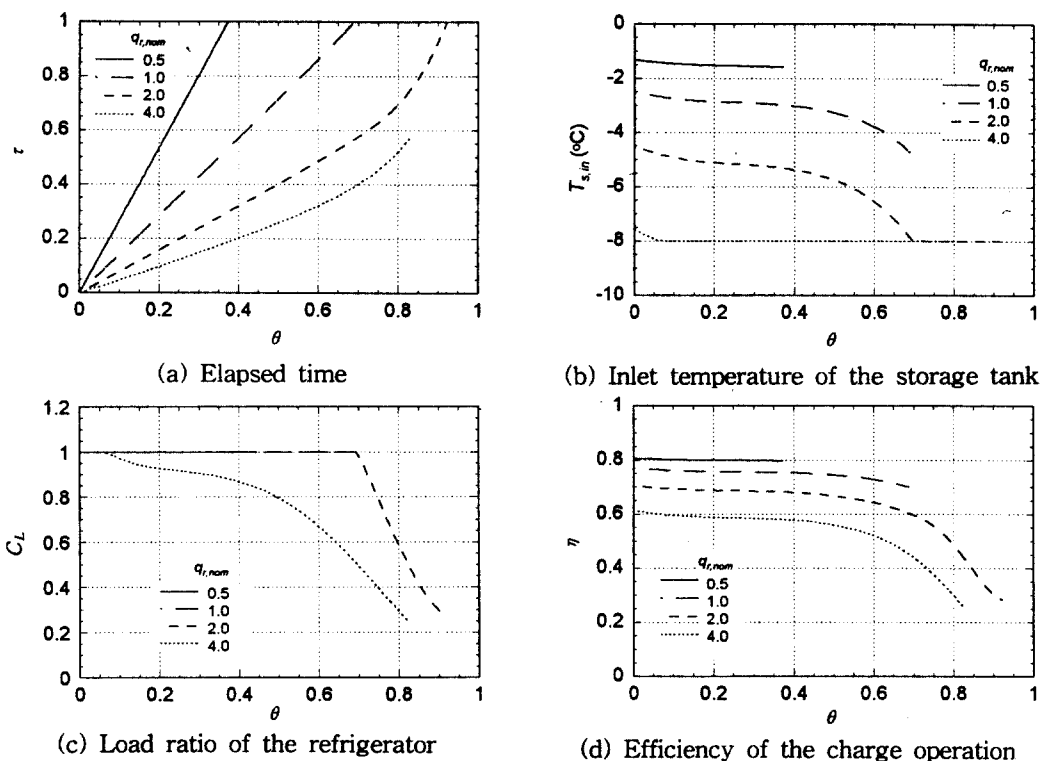 1
0.8
0.6
0.4
0.2
0
τ
q_{r,nom}
0.5
1.0
2.0
4.0
0 0.2 0.4 0.6 0.8 1
θ
(a) Elapsed time
0
-2
-4
-6
-8
-10
T_{s,in} (oC)
q_{r,nom}
0.5
1.0
2.0
4.0
0 0.2 0.4 0.6 0.8 1
θ
(b) Inlet temperature of the storage tank
1.2
1
0.8
0.6
0.4
0.2
0
C_L
q_{r,nom}
0.5
1.0
2.0
4.0
0 0.2 0.4 0.6 0.8 1
θ
(c) Load ratio of the refrigerator
1
0.8
0.6
0.4
0.2
0
η
q_{r,nom}
0.5
1.0
2.0
4.0
0 0.2 0.4 0.6 0.8 1
θ
(d) Efficiency of the charge operation